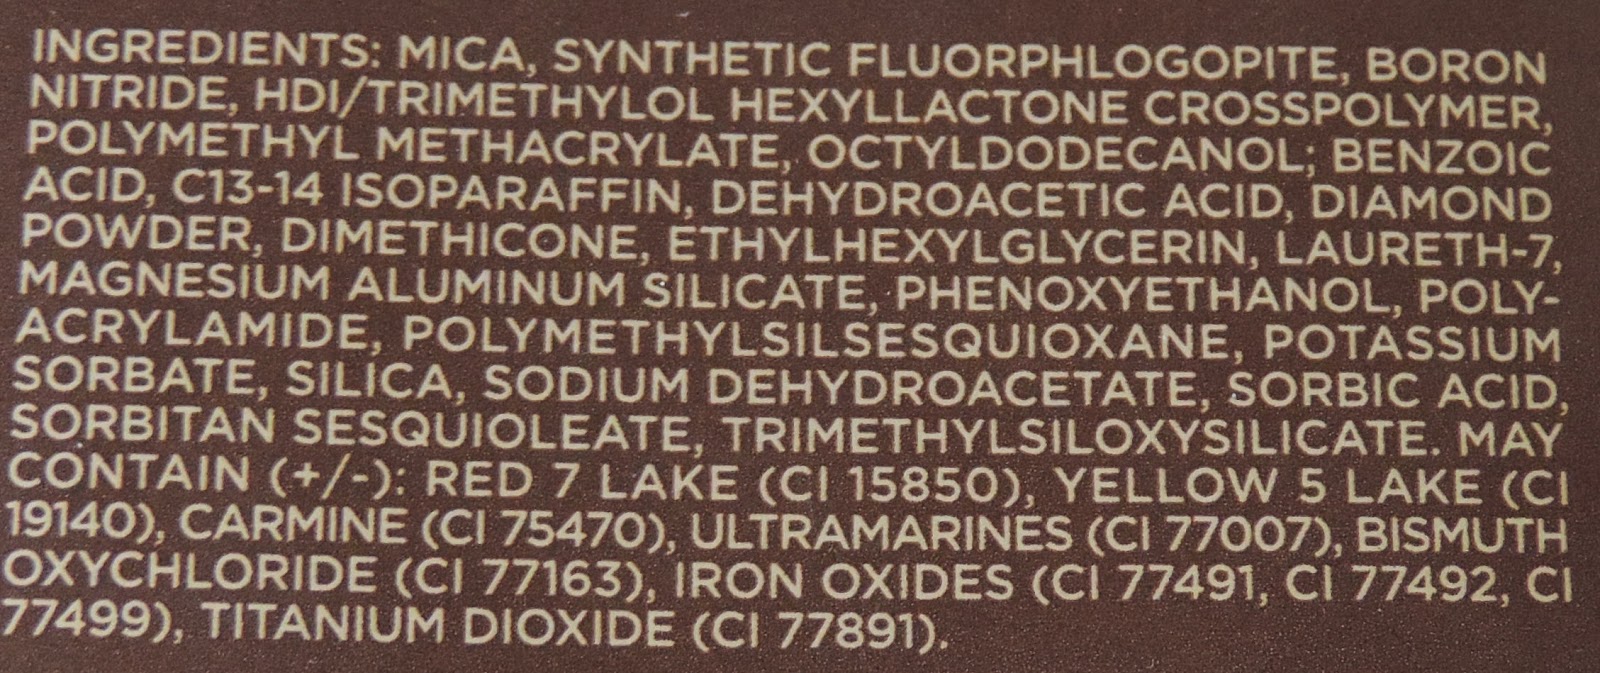 INGREDIENTS: MICA, SYNTHETIC FLUORPHLOGOPITE, BORON
NITRIDE, HDI/TRIMETHYLOL HEXYLLACTONE CROSSPOLYMER,
POLYMETHYL METHACRYLATE, OCTYLDODECANOL; BENZOIC
ACID, C13-14 ISOPARAFFIN, DEHYDROACETIC ACID, DIAMOND
POWDER, DIMETHICONE, ETHYLHEXYLGLYCERIN, LAURETH-7,
MAGNESIUM ALUMINUM SILICATE, PHENOXYETHANOL, POLY-
ACRYLAMIDE, POLYMETHYLSILSESQUIOXANE, POTASSIUM
SORBATE, SILICA, SODIUM DEHYDROACETATE, SORBIC ACID,
SORBITAN SESQUIOLEATE, TRIMETHYLSILOXYSILICATE. MAY
CONTAIN (+/-): RED 7 LAKE (CI 15850), YELLOW 5 LAKE (CI
19140), CARMINE (CI 75470), ULTRAMARINES (CI 77007), BISMUTH
OXYCHLORIDE (CI 77163), IRON OXIDES (CI 77491, CI 77492, CI
77499), TITANIUM DIOXIDE (CI 77891).